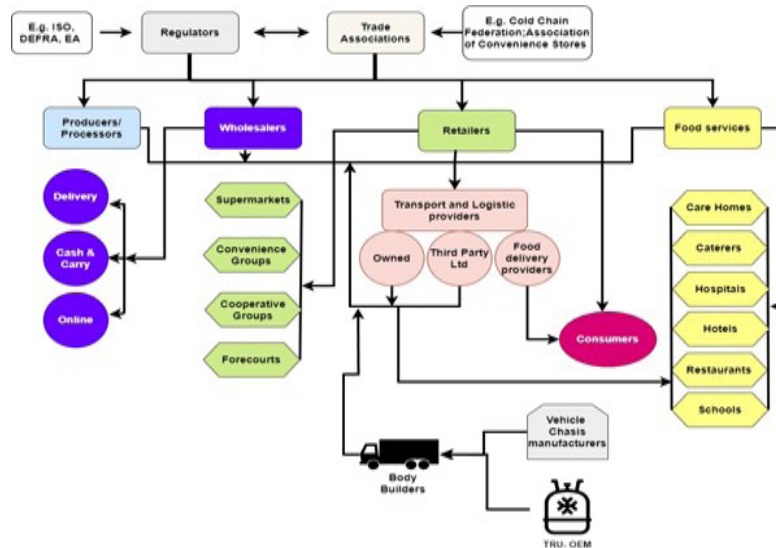 E.g. ISO,
DEFRA, EA
Regulators
Trade
Associations
E.g. Cold Chain
Federation;Association
of Convenience Stores
Producers/
Processors
Wholesalers
Retailers
Food services
Delivery
Cash &
Carry
Online
Supermarkets
Convenience
Groups
Cooperative
Groups
Forecourts
Transport and Logistic
providers
Owned
Third Party
Ltd
Food
delivery
providers
Consumers
Care Homes
Caterers
Hospitals
Hotels
Restaurants
Schools
Vehicle
Chasis
manufacturers
Body
Builders
TRU- OEM